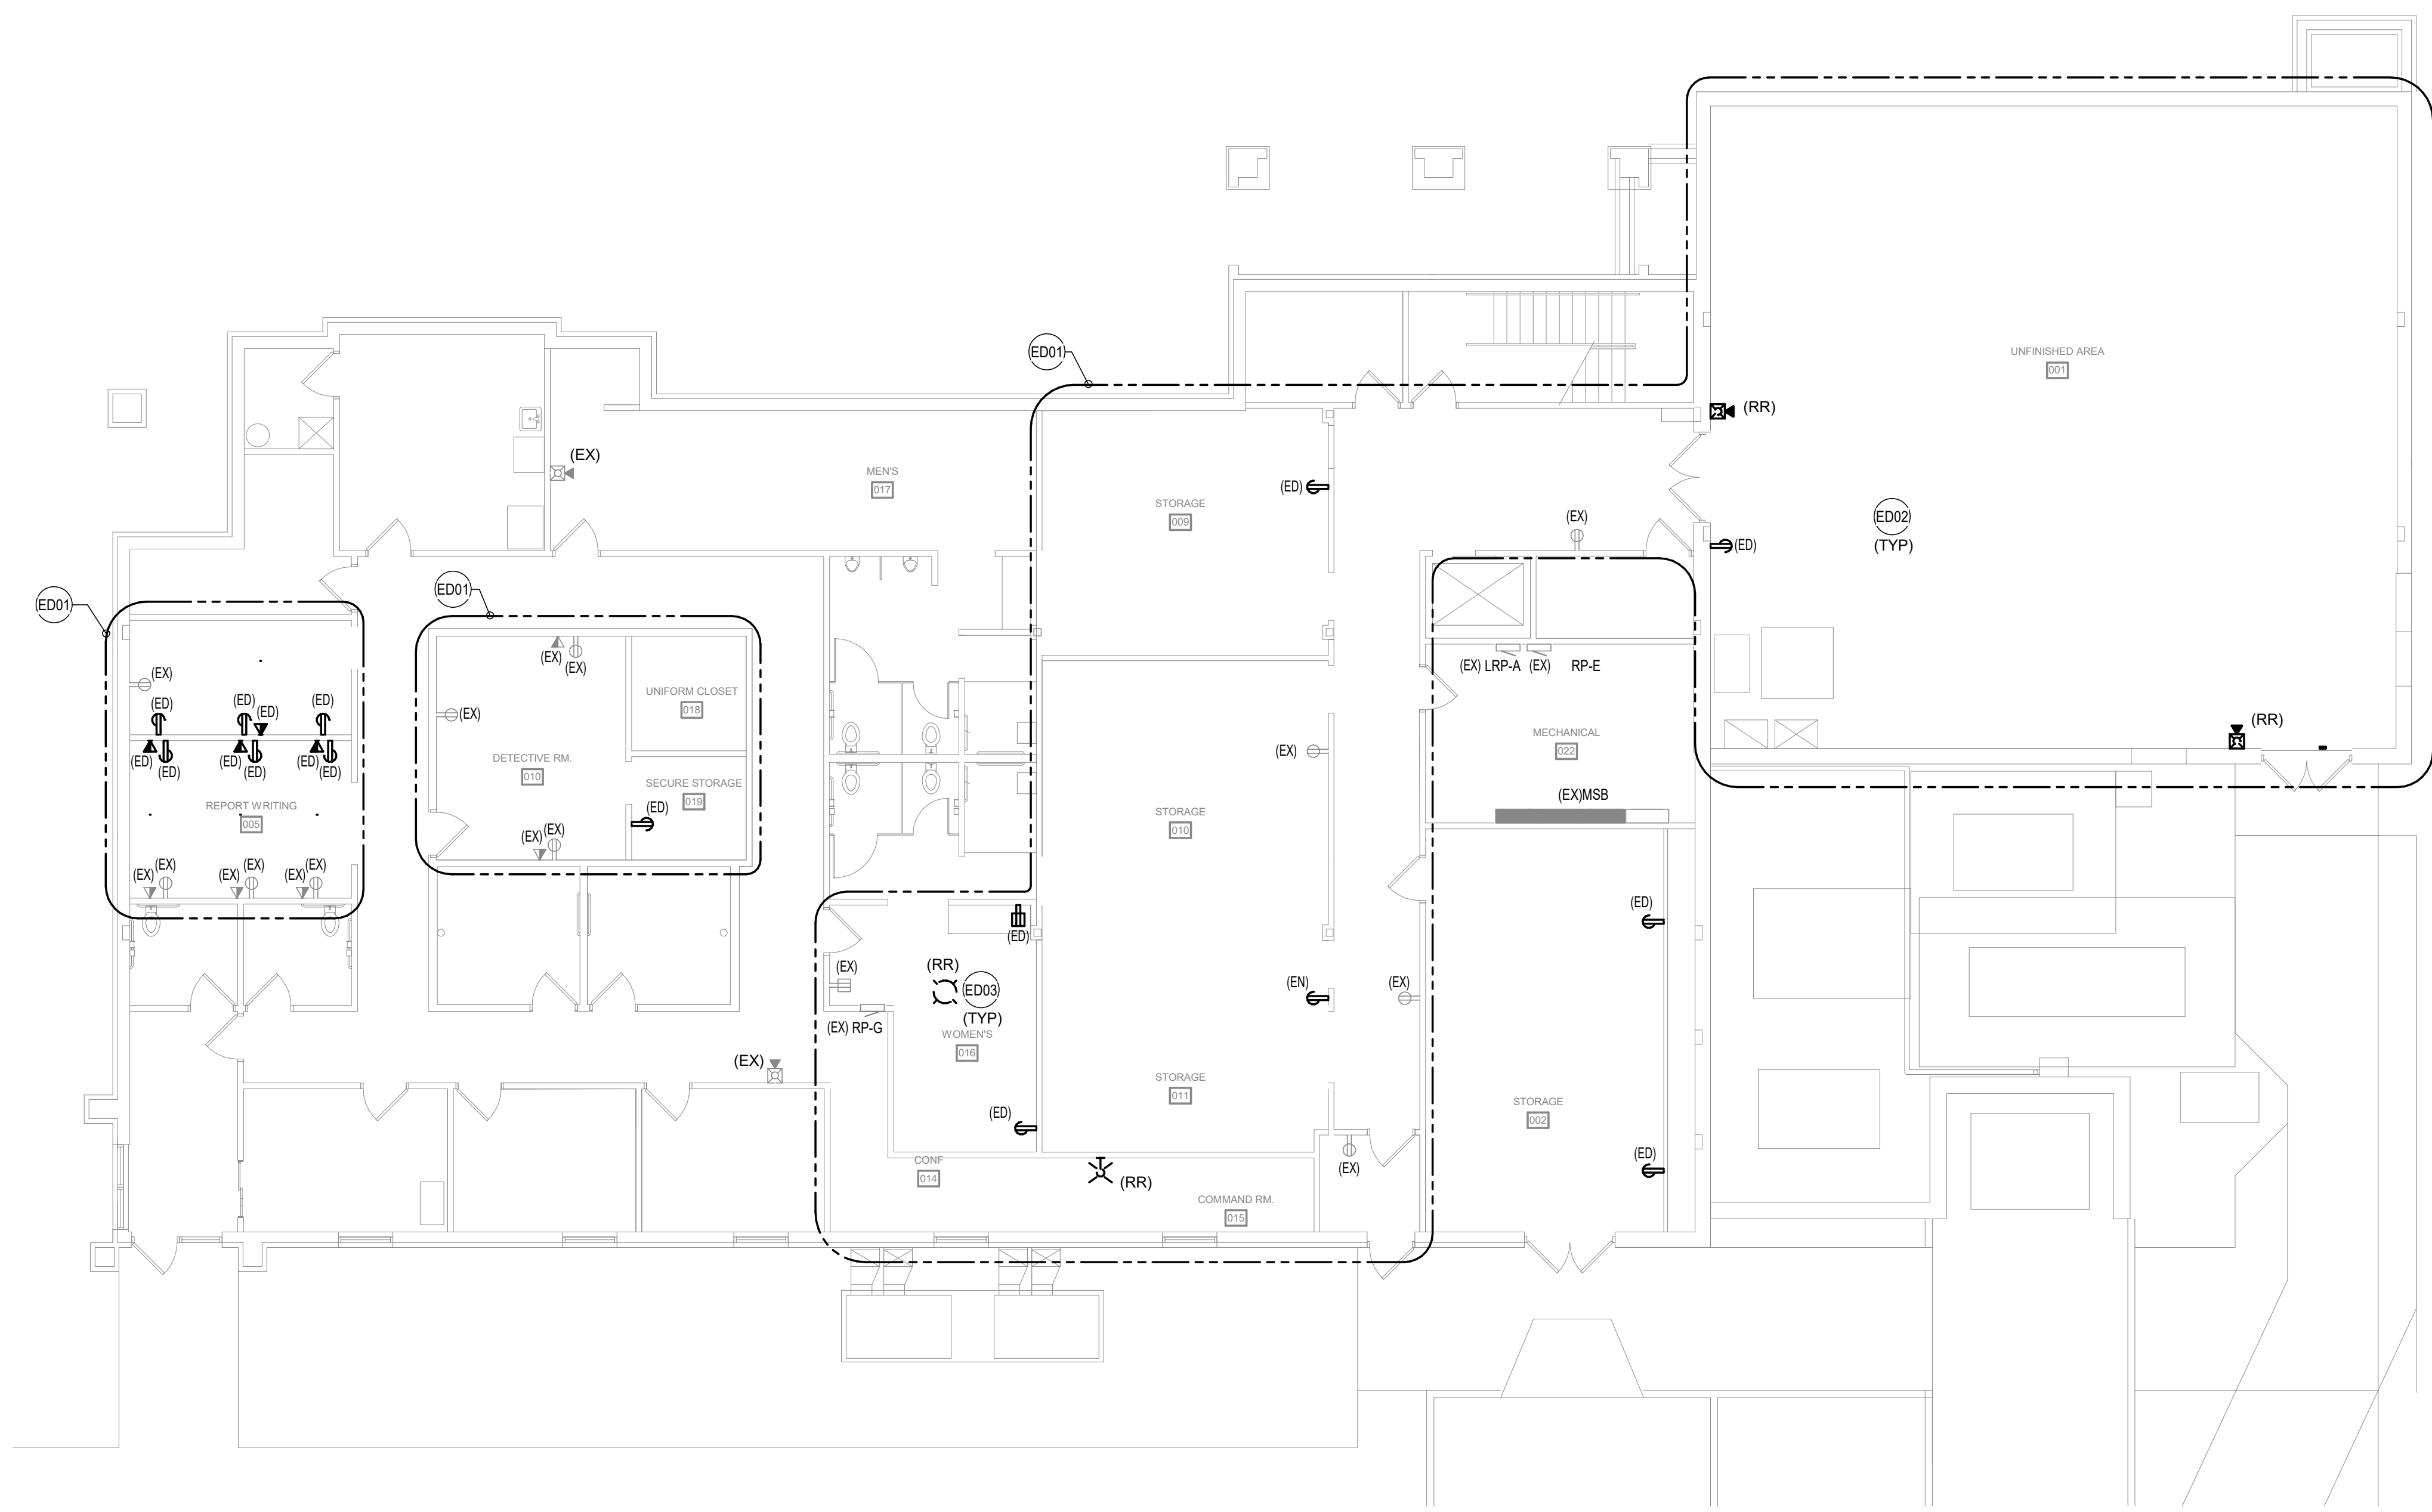 UNFINISHED AREA
001
ED01
(RR)
(EX)
MEN'S
017
(ED)
STORAGE
009
(EX)
ED02
(TYP)
(ED)
ED01
ED01
(EX)
(EX)
(EX) LRP-A
(EX)
RP-E
(EX)
(ED)
(ED)
(ED)
(ED)
UNIFORM CLOSET
018
(EX)
(RR)
MECHANICAL
022
(EX)
DETECTIVE RM.
010
(ED)
(ED)
(ED)
(ED)
(ED)
(ED)
SECURE STORAGE
019
(EX)MSB
REPORT WRITING
005
(ED)
STORAGE
010
(EX)
(EX)
(EX)
(EX)
(EX)
(EX)
(EX)
(EX)
(ED)
(ED)
(RR)
(EX)
ED03
(TYP)
(EN)
(EX)
(EX) RP-G
WOMEN'S
016
(EX)
STORAGE
011
(ED)
STORAGE
002
CONF
014
(ED)
(EX)
(RR)
COMMAND RM.
015